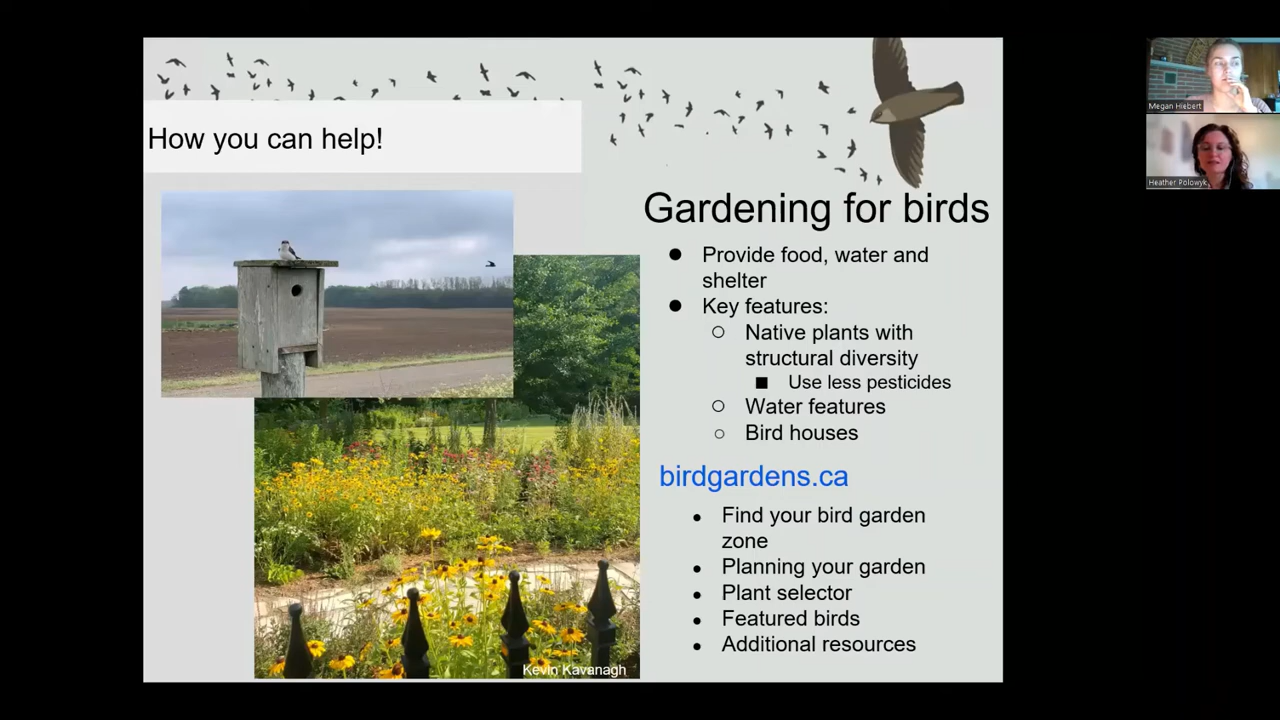 How you can help!
Gardening for birds
Provide food, water and
shelter
Key features:
Native plants with
structural diversity
Use less pesticides
Water features
Bird houses
birdgardens.ca
Find your bird garden
zone
Planning your garden
Plant selector
Featured birds
Additional resources
Kevin Kavanagh
Megan Hiebert
Heather Polowyk